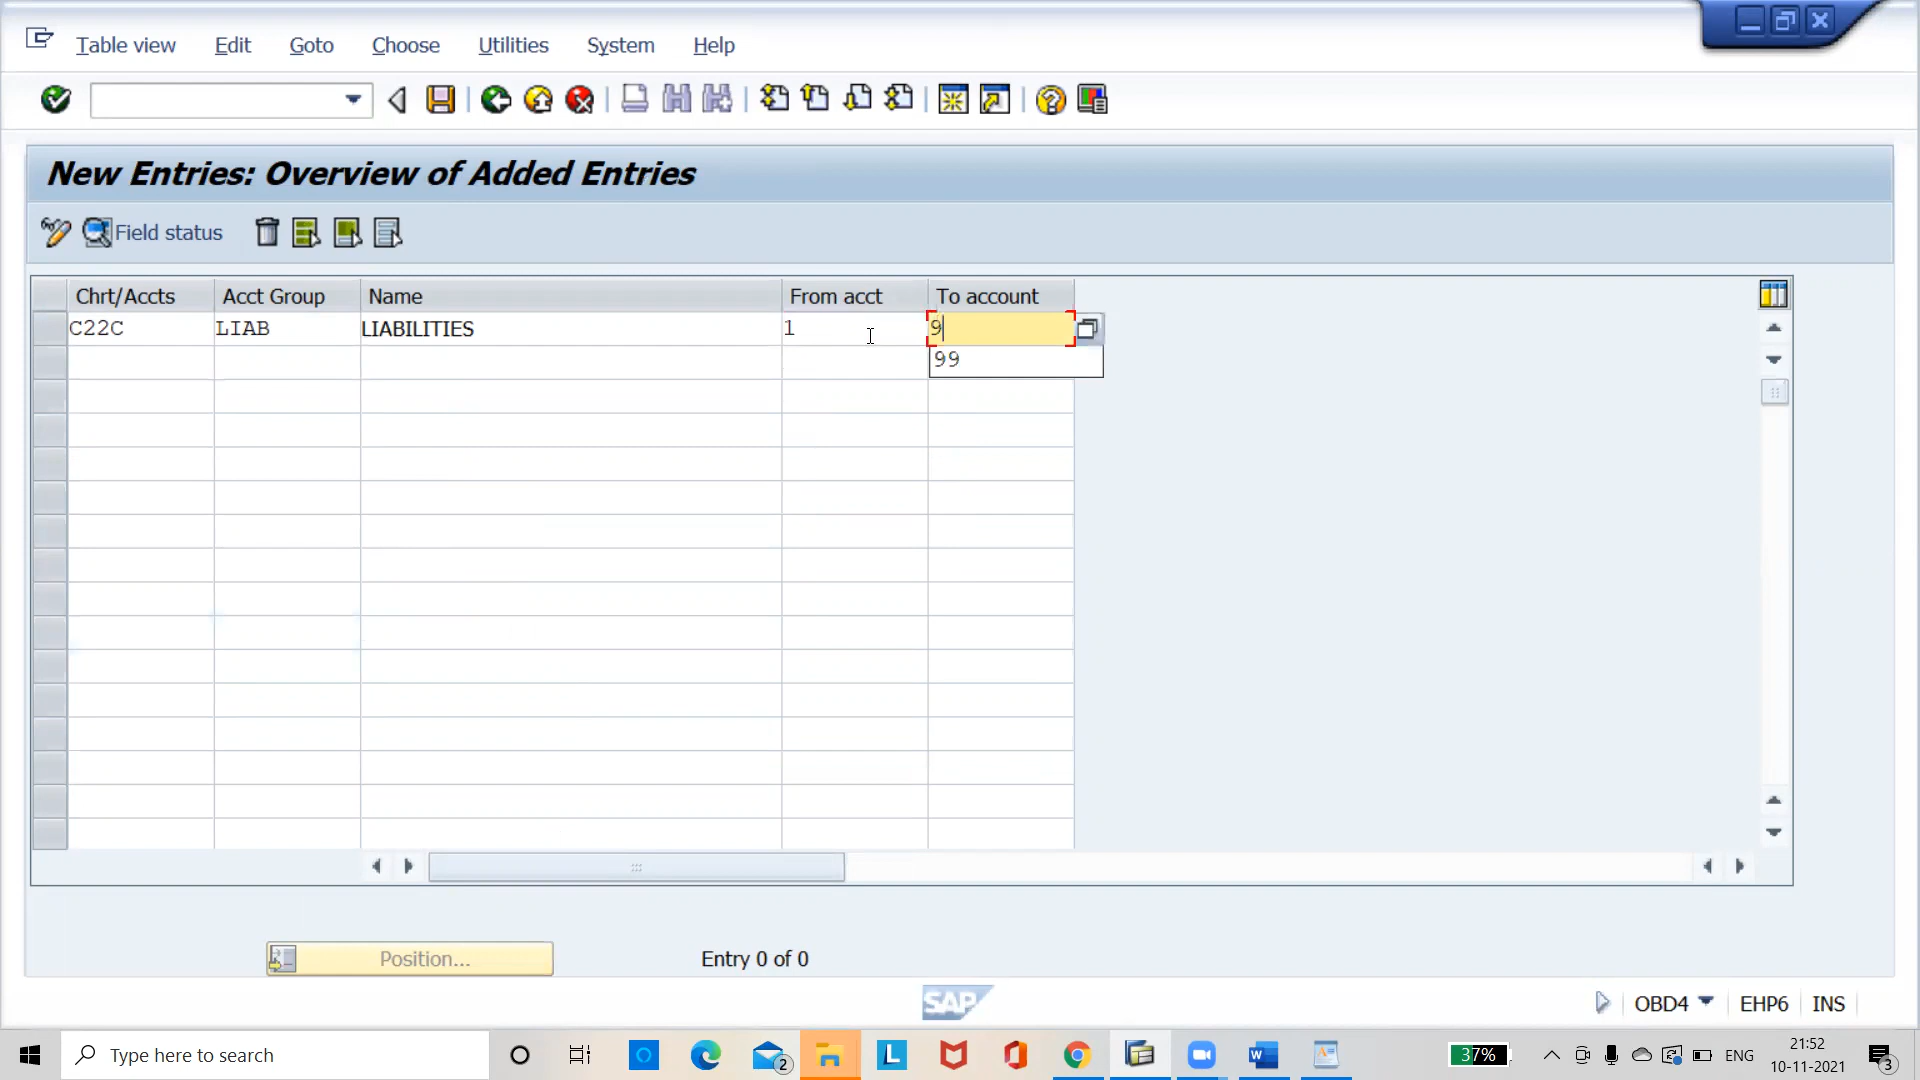 Table view Edit Goto Choose Utilities System Help
New Entries: Overview of Added Entries
Field status
Chrt/Accts Acct Group Name From acct To account
C22C LIAB LIABILITIES 1 9
99
Position... Entry 0 of 0
SAP
OBD4 EHP6 INS
Type here to search 2 L W 37% ENG 21:52
10-11-2021 3